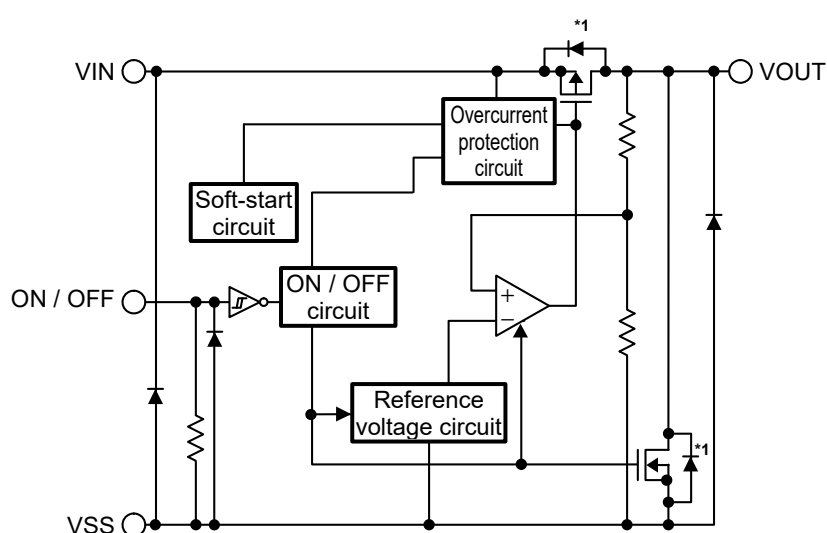 *1
VIN
VOUT
Overcurrent
protection
circuit
Soft-start
circuit
ON / OFF
ON / OFF
circuit
+
−
Reference
voltage circuit
*1
VSS